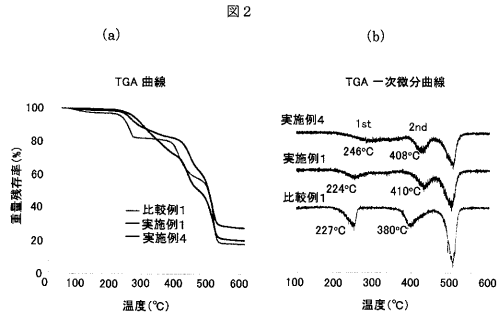 図2
(a)
TGA 曲線
重量残存率(%)
100
80
60
40
20
0
比較例1
実施例1
実施例4
0 100 200 300 400 500 600
温度(℃)
(b)
TGA 一次微分曲線
実施例4
1st
2nd
246℃
408℃
実施例1
224℃
410℃
比較例1
227℃
380℃
100 200 300 400 500 600
温度(℃)